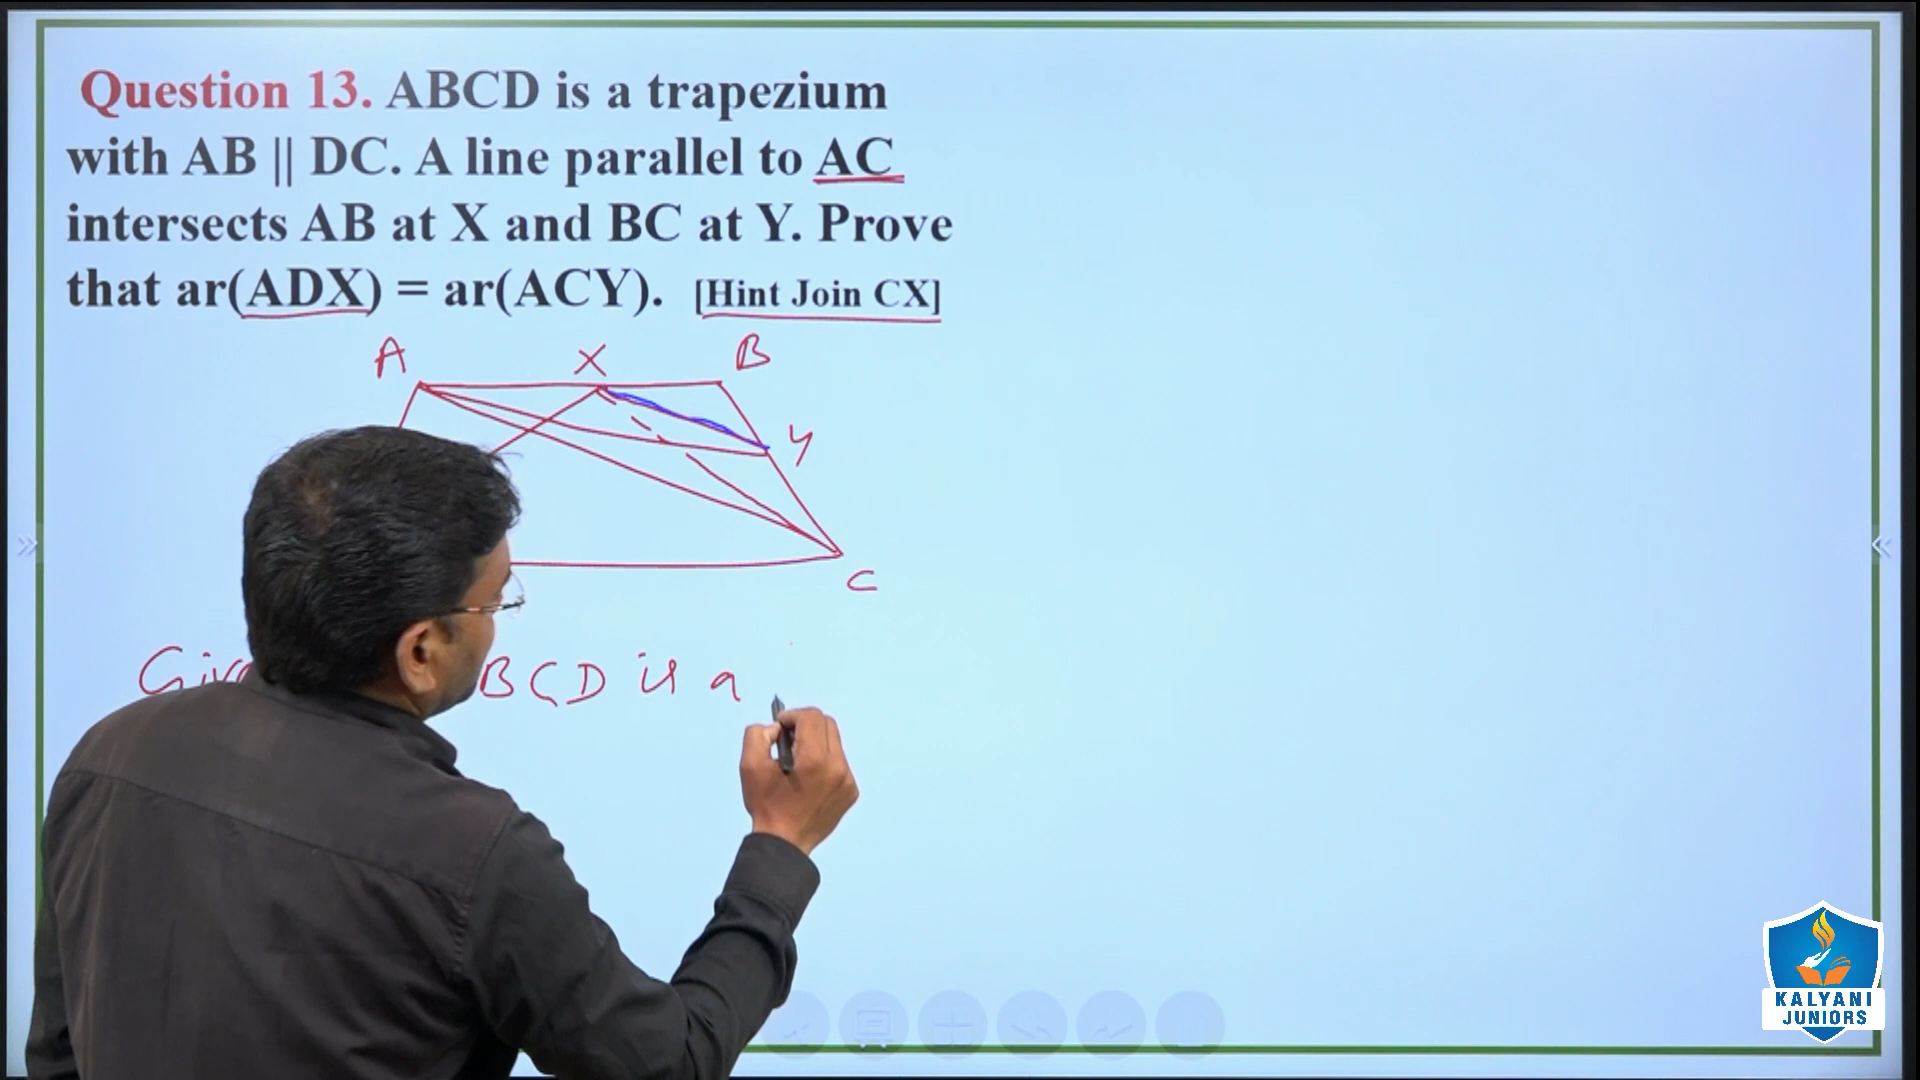 Question 13. ABCD is a trapezium
with AB || DC. A line parallel to AC
intersects AB at X and BC at Y. Prove
that ar(ADX) = ar(ACY). [Hint Join CX]
A X B
Y
C
BCD is a
KALYANI
JUNIORS